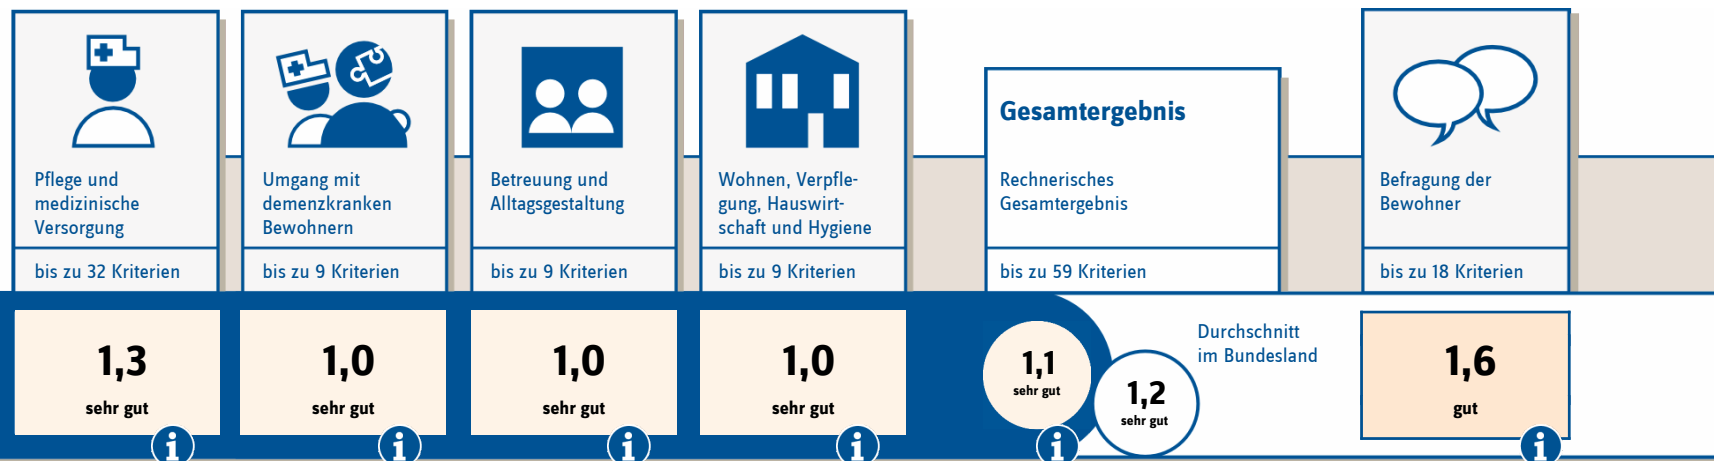 Pflege und
medizinische
Versorgung
bis zu 32 Kriterien
1,3
sehr gut
Umgang mit
demenzkranken
Bewohnern
bis zu 9 Kriterien
1,0
sehr gut
Betreuung und
Alltagsgestaltung
bis zu 9 Kriterien
1,0
sehr gut
Wohnen, Verpfle-
gung, Hauswirt-
schaft und Hygiene
bis zu 9 Kriterien
1,0
sehr gut
Gesamtergebnis
Rechnerisches
Gesamtergebnis
bis zu 59 Kriterien
1,1
sehr gut
Durchschnitt
im Bundesland
1,2
sehr gut
Befragung der
Bewohner
bis zu 18 Kriterien
1,6
gut